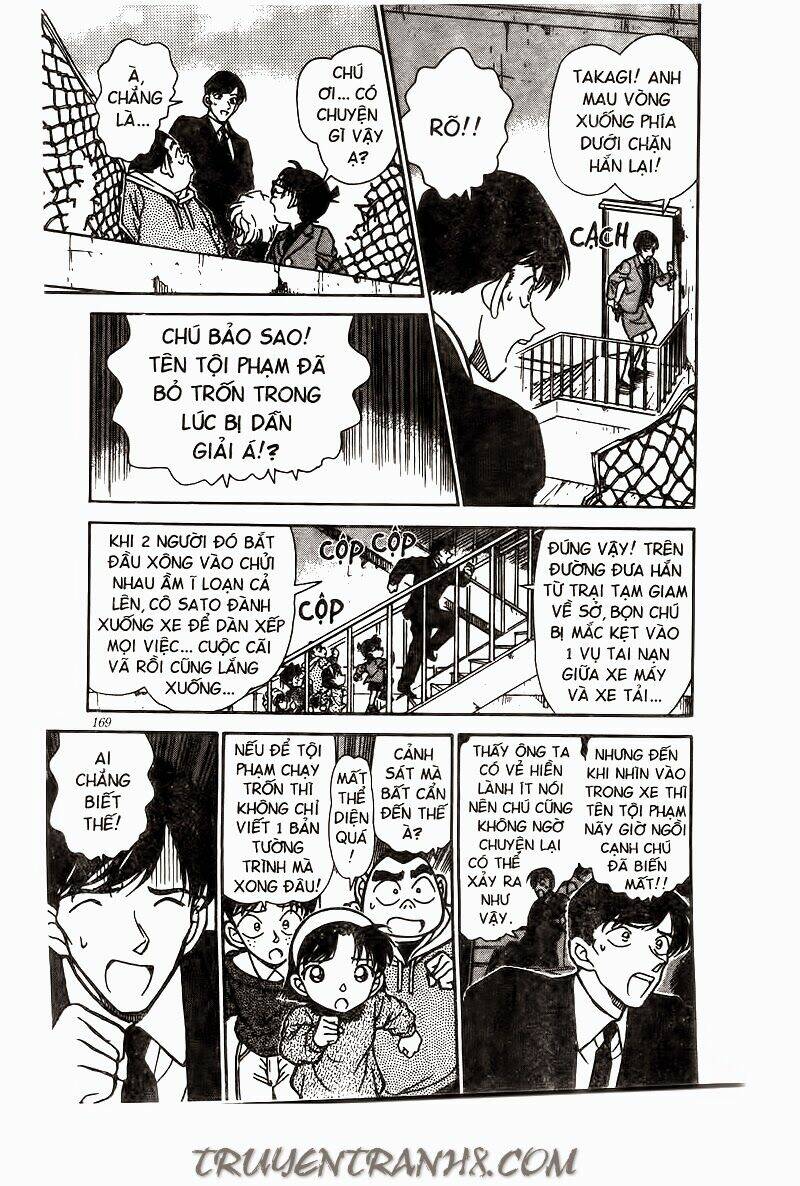 TAKAGI! ANH
MAU VÒNG
XUỐNG PHÍA
DƯỚI CHẶN
HẮN LẠI!
CẠCH
RÕ!!
CHÚ
ƠI... CÓ
CHUYỆN
GÌ VẬY
Ạ?
À,
CHẲNG
LÀ...
CHÚ BẢO SAO!
TÊN TỘI PHẠM ĐÃ
BỎ TRỐN TRONG
LÚC BỊ DẪN
GIẢI Á!?
ĐÚNG VẬY! TRÊN
ĐƯỜNG ĐƯA HẮN
TỪ TRẠI TẠM GIAM
VỀ SỞ, BỌN CHÚ
BỊ MẮC KẸT VÀO
1 VỤ TAI NẠN
GIỮA XE MÁY
VÀ XE TẢI...
CỘP CỘP
CỘP
KHI 2 NGƯỜI ĐÓ BẮT
ĐẦU XÔNG VÀO CHỬI
NHAU ẦM Ĩ LOẠN CẢ
LÊN, CÔ SATO ĐÀNH
XUỐNG XE ĐỂ DÀN XẾP
MỌI VIỆC... CUỘC CÃI
VÃ RỒI CŨNG LẮNG
XUỐNG...
169
NHƯNG ĐẾN
KHI NHÌN VÀO
TRONG XE THÌ
TÊN TỘI PHẠM
NÃY GIỜ NGỒI
CẠNH CHÚ
ĐÃ BIẾN
MẤT!!
THẤY ÔNG TA
CÓ VẺ HIỀN
LÀNH ÍT NÓI
NÊN CHÚ CŨNG
KHÔNG NGỜ
CHUYỆN LẠI
CÓ THỂ
XẢY RA
NHƯ
VẬY.
CẢNH
SÁT MÀ
BẤT CẨN
ĐẾN THẾ
À?
MẤT
THỂ
DIỆN
QUÁ!
NẾU ĐỂ TỘI
PHẠM CHẠY
TRỐN THÌ
KHÔNG CHỈ
VIẾT 1 BẢN
TƯỜNG
TRÌNH MÀ
XONG ĐÂU!
AI
CHẲNG
BIẾT
THẾ!
TRUYENTRANH8.COM